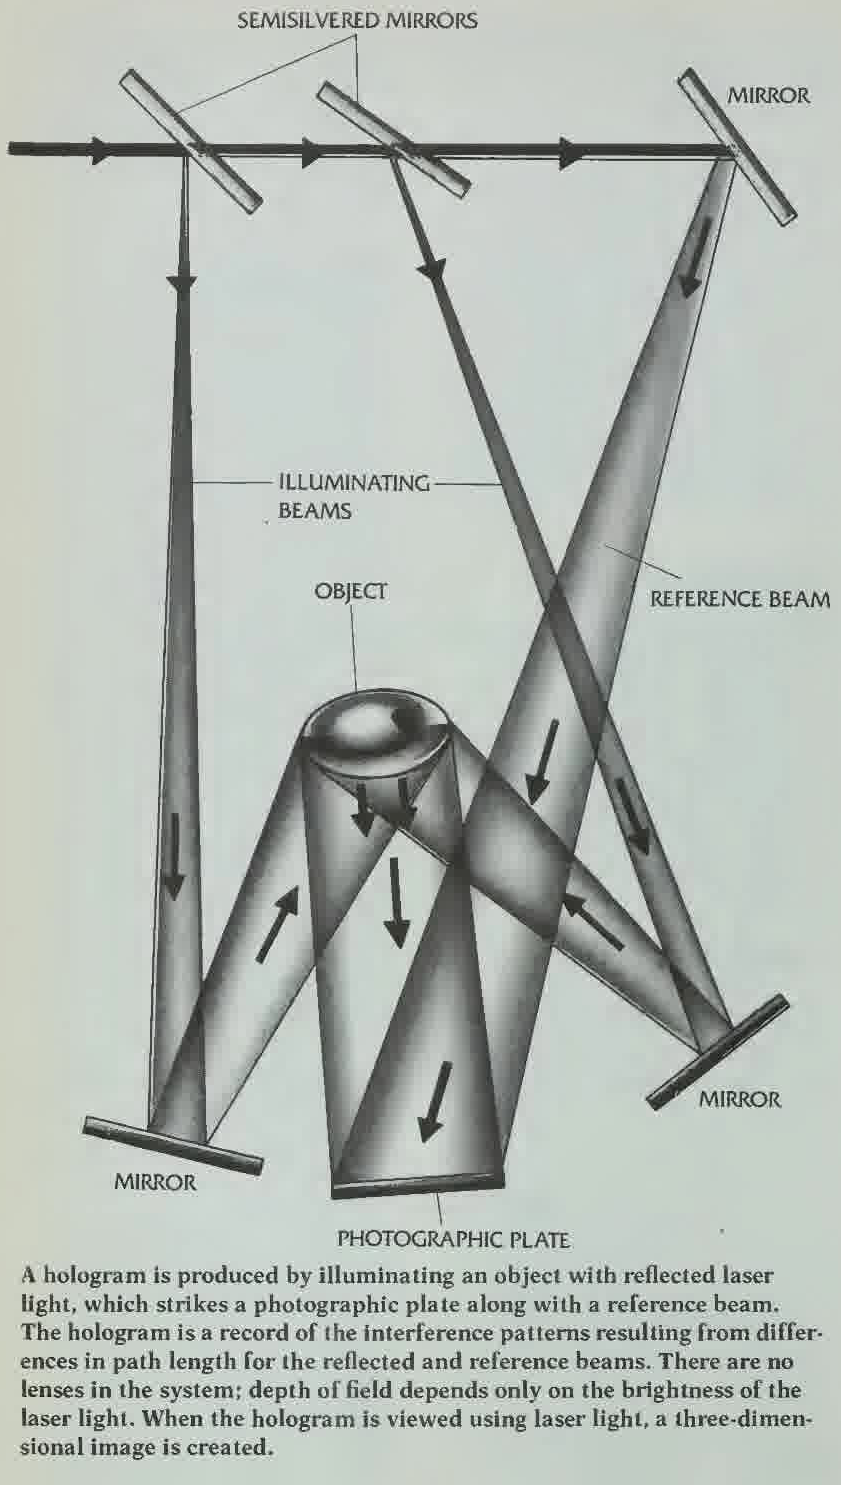 SEMISILVERED MIRRORS
MIRROR
ILLUMINATING
BEAMS
OBJECT
REFERENCE BEAM
MIRROR
MIRROR
PHOTOGRAPHIC PLATE
A hologram is produced by illuminating an object with reflected laser
light, which strikes a photographic plate along with a reference beam.
The hologram is a record of the interference patterns resulting from differ-
ences in path length for the reflected and reference beams. There are no
lenses in the system; depth of field depends only on the brightness of the
laser light. When the hologram is viewed using laser light, a three-dimen-
sional image is created.